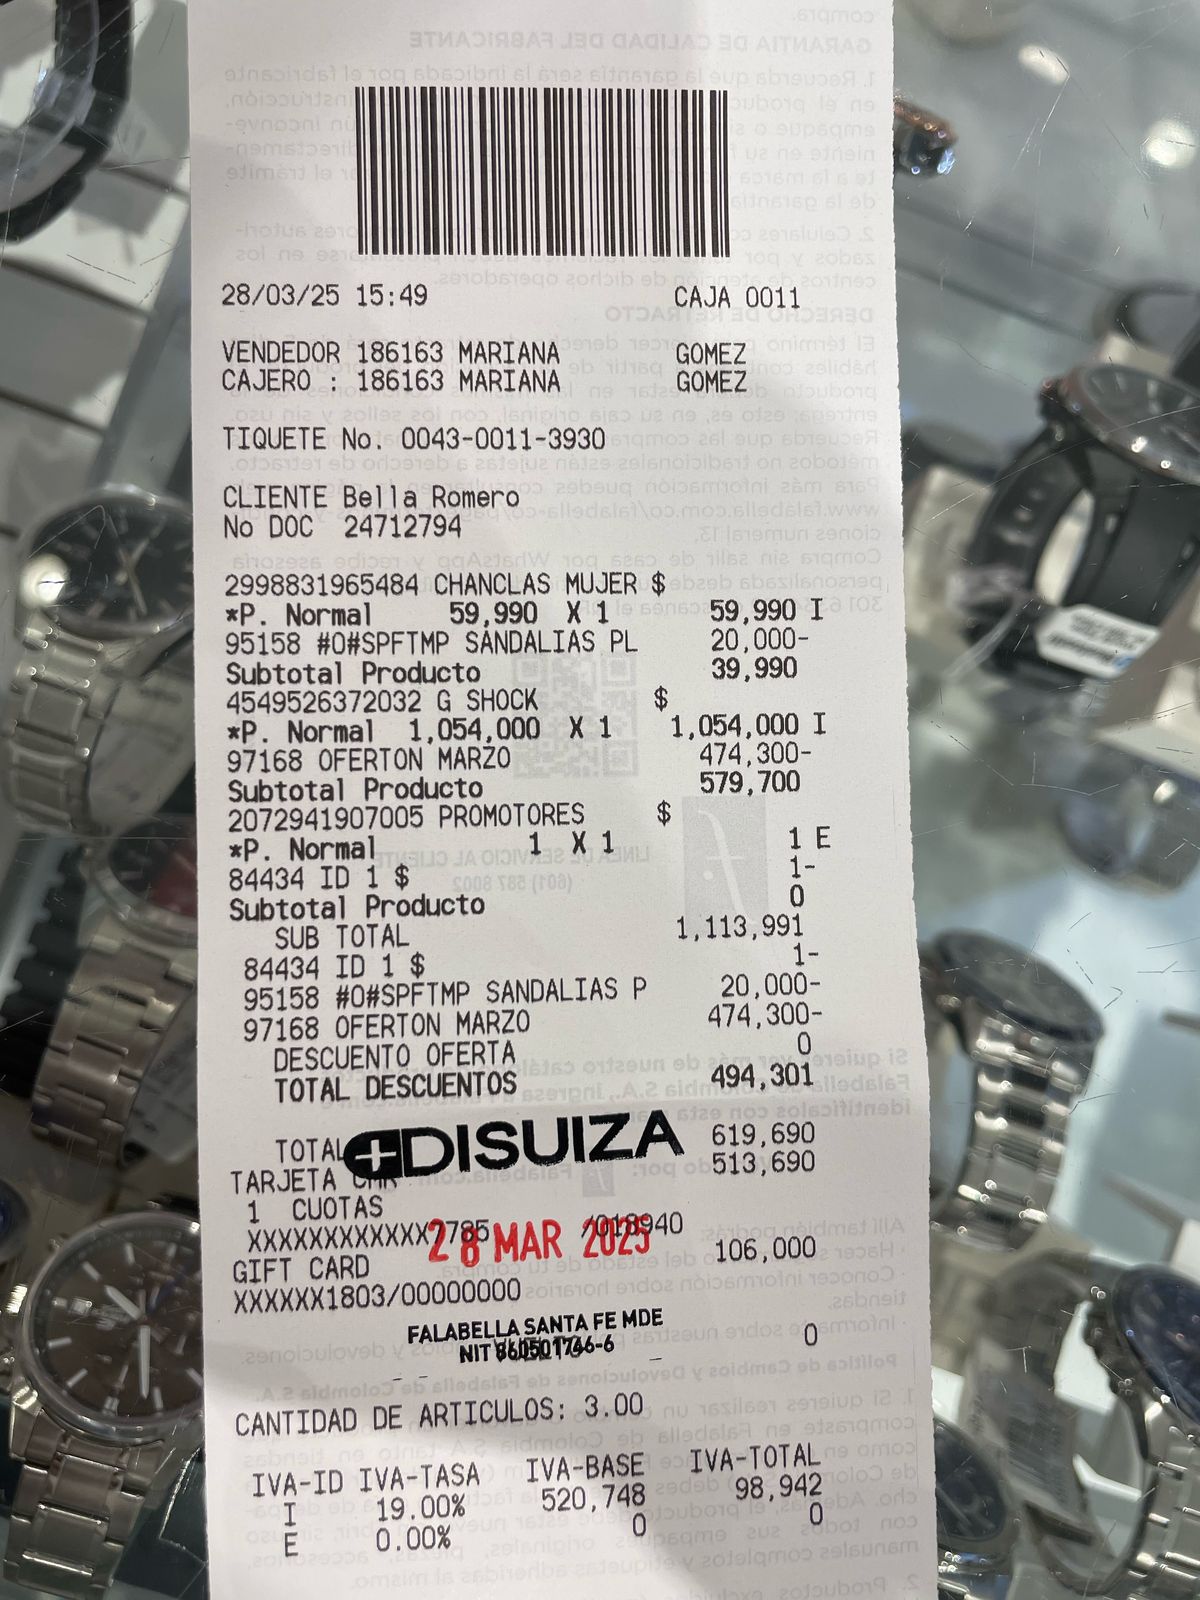 28/03/25 15:49 CAJA 0011
VENDEDOR 186163 MARIANA GOMEZ
CAJERO : 186163 MARIANA GOMEZ
TIQUETE No. 0043-0011-3930
CLIENTE Bella Romero
No DOC 24712794
2998831965484 CHANCLAS MUJER $
*P. Normal 59,990 X 1 59,990 I
95158 #O#SPFTMP SANDALIAS PL 20,000-
Subtotal Producto 39,990
4549526372032 G SHOCK $
*P. Normal 1,054,000 X 1 1,054,000 I
97168 OFERTON MARZO 474,300-
Subtotal Producto 579,700
2072941907005 PROMOTORES $
*P. Normal 1 X 1 1 E
84434 ID 1 $ 1-
Subtotal Producto 0
SUB TOTAL 1,113,991
84434 ID 1 $ 1-
95158 #O#SPFTMP SANDALIAS P 20,000-
97168 OFERTON MARZO 474,300-
DESCUENTO OFERTA 0
TOTAL DESCUENTOS 494,301
TOTAL 619,690
DISUIZA
TARJETA CMR 513,690
1 CUOTAS
XXXXXXXXXXXX7785 /018940
28 MAR 2025
GIFT CARD 106,000
XXXXXX1803/00000000
FALABELLA SANTA FE MDE
NIT 860501746-6
0
CANTIDAD DE ARTICULOS: 3.00
IVA-ID IVA-TASA IVA-BASE IVA-TOTAL
I 19.00% 520,748 98,942
E 0.00% 0 0